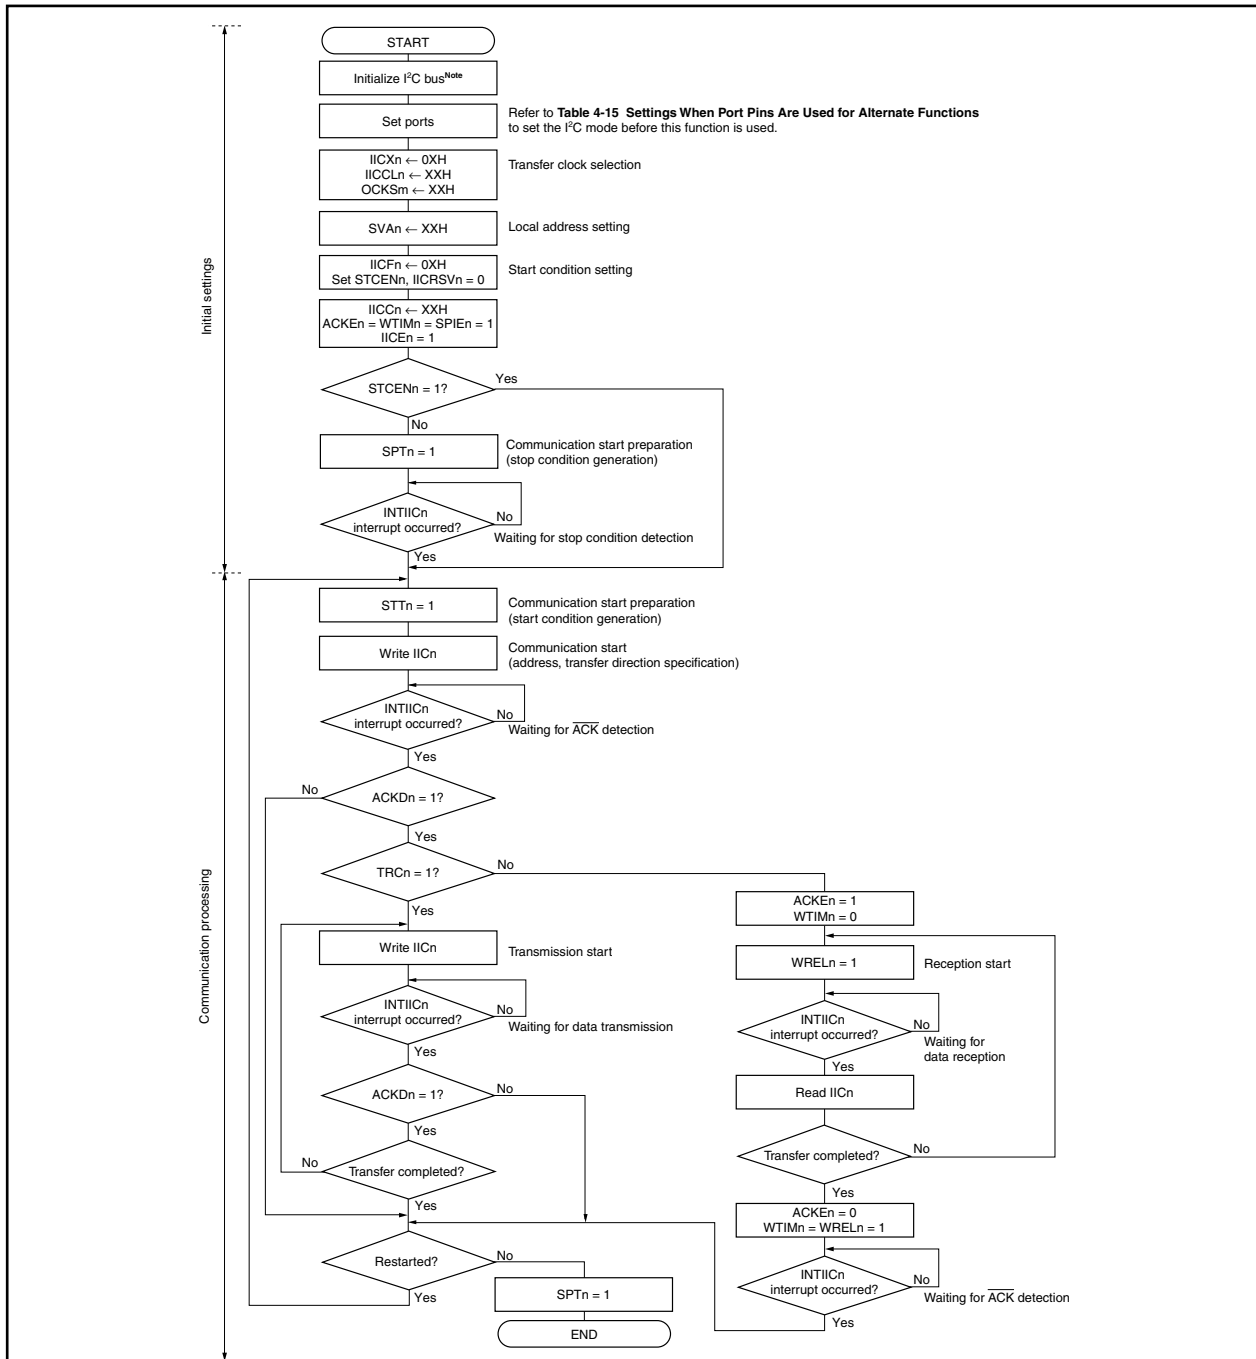 START
Initialize I²C bus^Note
Set ports
Refer to Table 4-15 Settings When Port Pins Are Used for Alternate Functions
to set the I²C mode before this function is used.
IICXn ← 0XH
IICCLn ← XXH
OCKSm ← XXH
Transfer clock selection
SVAn ← XXH
Local address setting
IICFn ← 0XH
Set STCENn, IICRSVn = 0
Start condition setting
IICCn ← XXH
ACKEn = WTIMn = SPIEn = 1
IICEn = 1
Initial settings
STCENn = 1?
Yes
No
SPTn = 1
Communication start preparation
(stop condition generation)
INTIICn
interrupt occurred?
No
Waiting for stop condition detection
Yes
STTn = 1
Communication start preparation
(start condition generation)
Write IICn
Communication start
(address, transfer direction specification)
INTIICn
interrupt occurred?
No
Waiting for A̅C̅K̅ detection
Yes
No
ACKDn = 1?
Yes
TRCn = 1?
No
Yes
Communication processing
Write IICn
Transmission start
INTIICn
interrupt occurred?
No
Waiting for data transmission
Yes
ACKDn = 1?
No
Yes
No
Transfer completed?
Yes
ACKEn = 1
WTIMn = 0
WRELn = 1
Reception start
INTIICn
interrupt occurred?
No
Waiting for
data reception
Yes
Read IICn
Transfer completed?
No
Yes
ACKEn = 0
WTIMn = WRELn = 1
INTIICn
interrupt occurred?
No
Waiting for A̅C̅K̅ detection
Yes
Restarted?
No
Yes
SPTn = 1
END